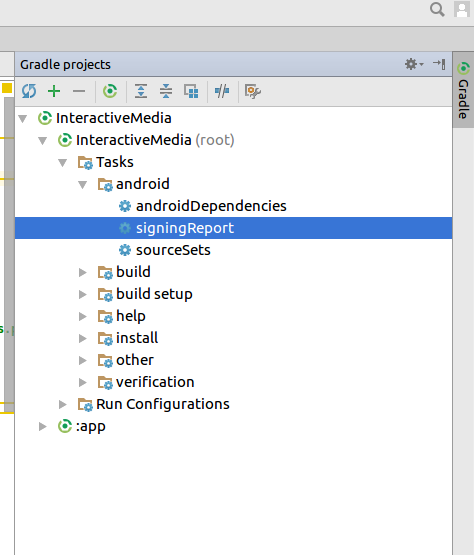 Gradle projects
Gradle
InteractiveMedia
InteractiveMedia (root)
Tasks
android
androidDependencies
signingReport
sourceSets
build
build setup
help
install
other
verification
Run Configurations
:app
s.p